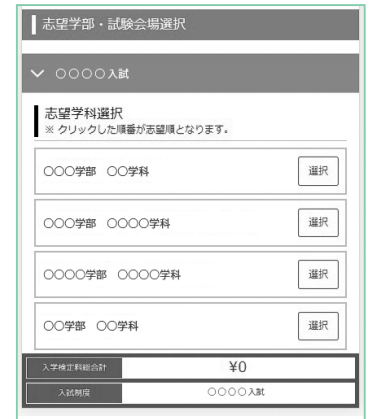 志望学部・試験会場選択
○○○○入試
志望学科選択
※ クリックした順番が志望順となります。
○○○学部 ○○学科 選択
○○○学部 ○○○○学科 選択
○○○○学部 ○○○○学科 選択
○○学部 ○○学科 選択
入学検定料総合計 ¥0
入試制度 ○○○○入試